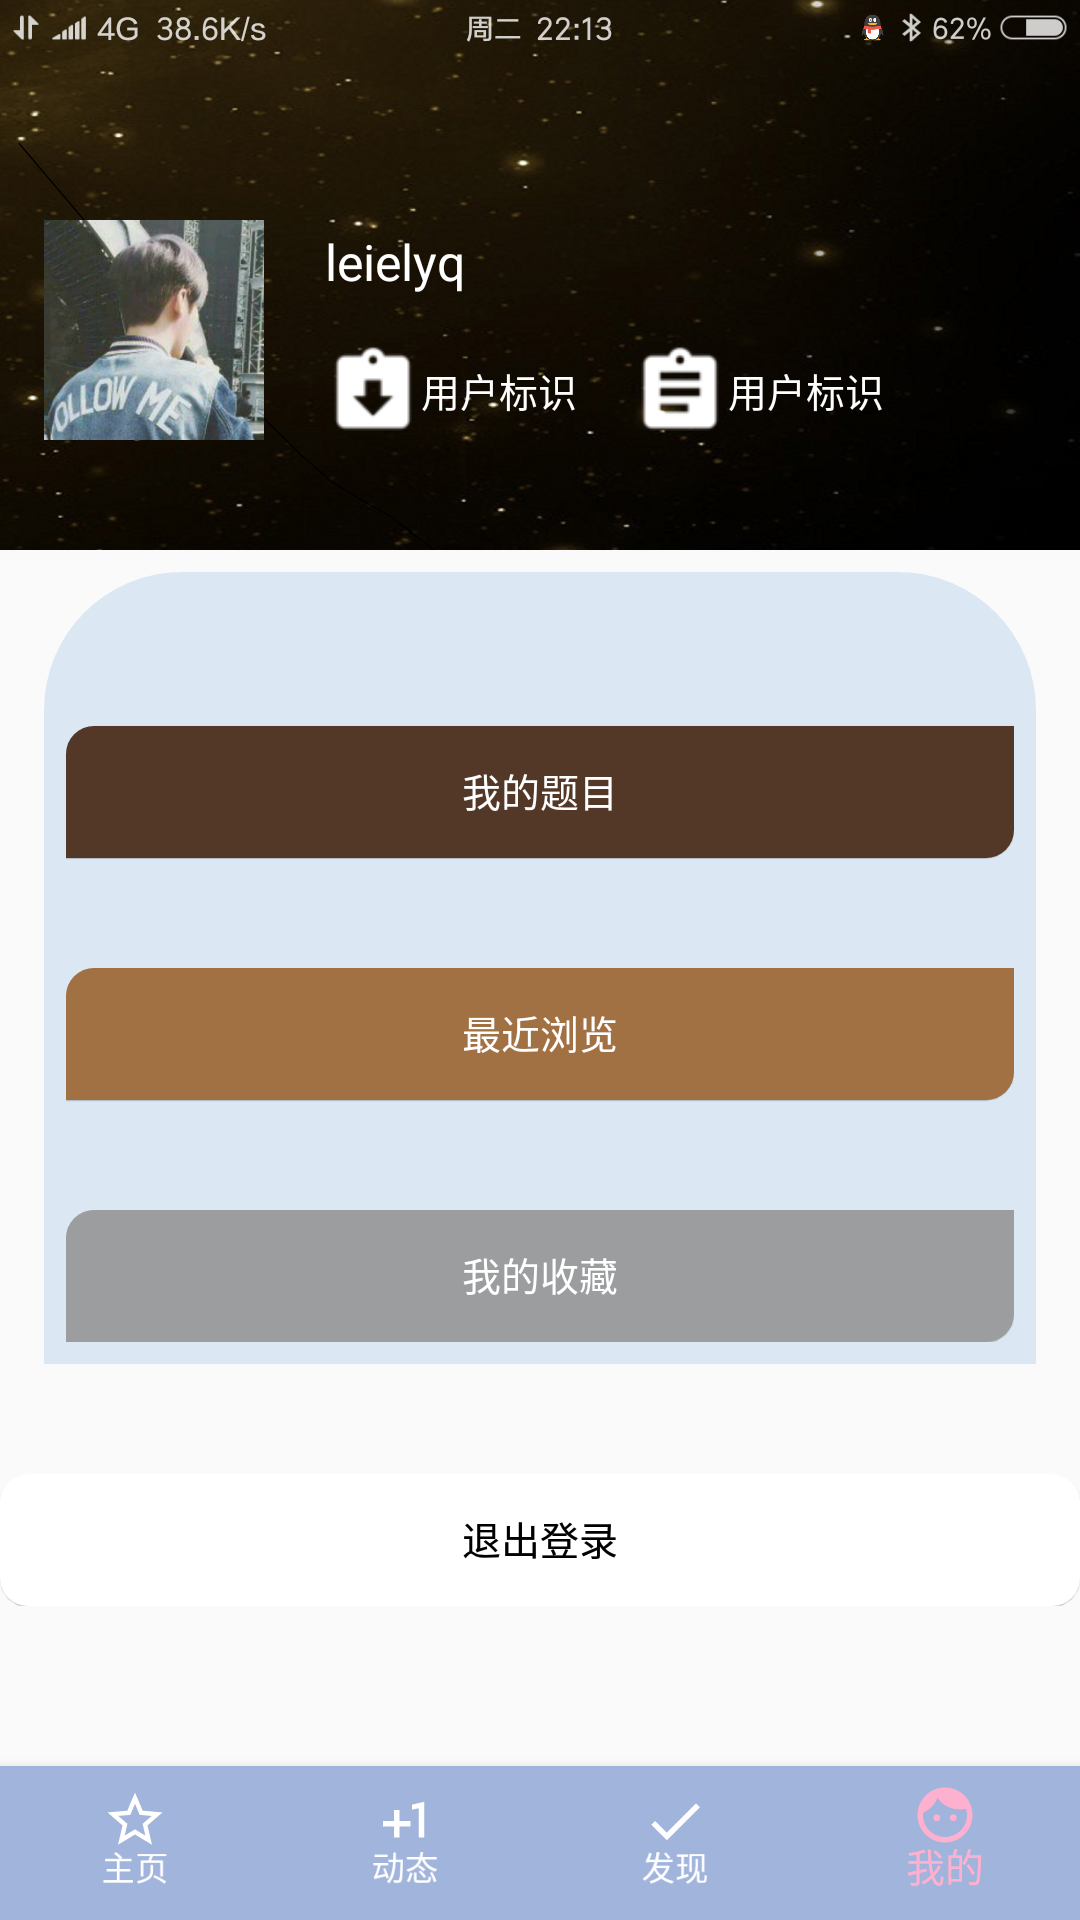 4G 38.6K/s 周二 22:13 62%
leielyq
用户标识 用户标识
OLLOW ME
我的题目
最近浏览
我的收藏
退出登录
+1
主页 动态 发现 我的